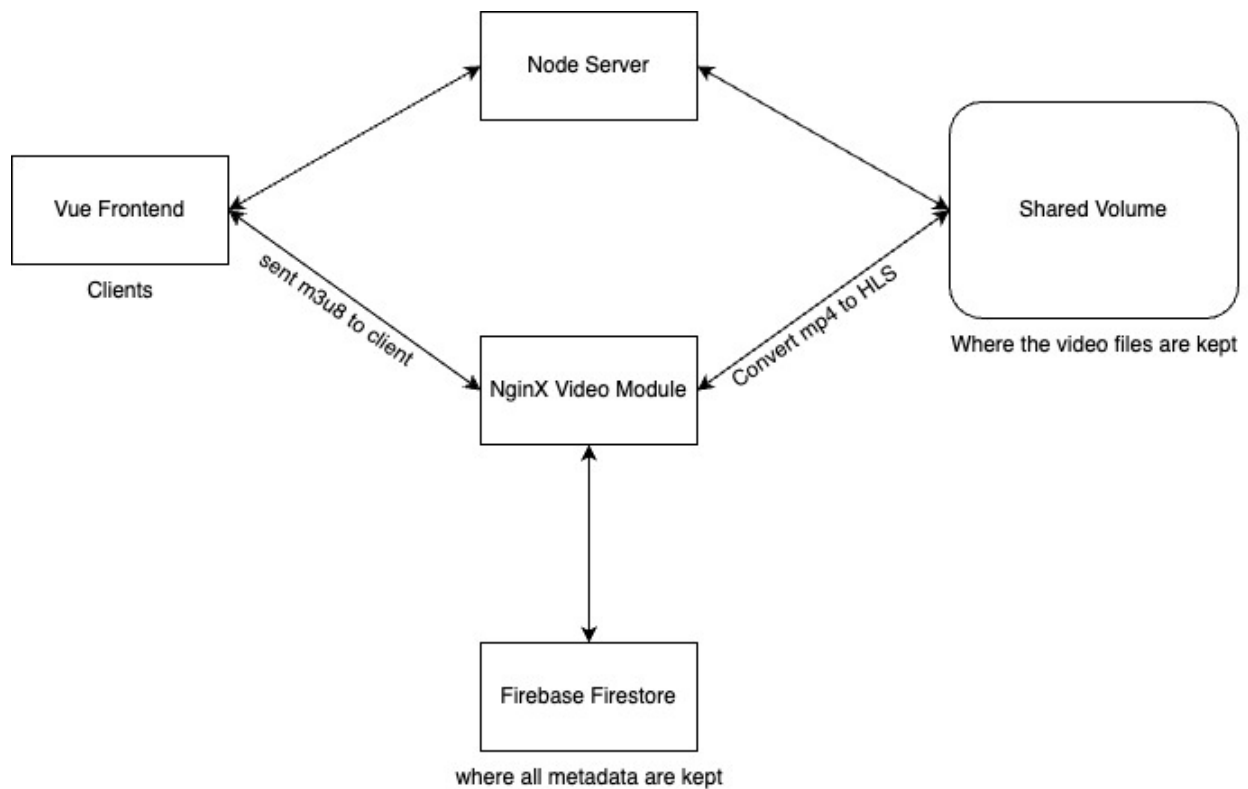 Node Server
Vue Frontend
Shared Volume
Clients
sent m3u8 to client
Convert mp4 to HLS
Where the video files are kept
NginX Video Module
Firebase Firestore
where all metadata are kept